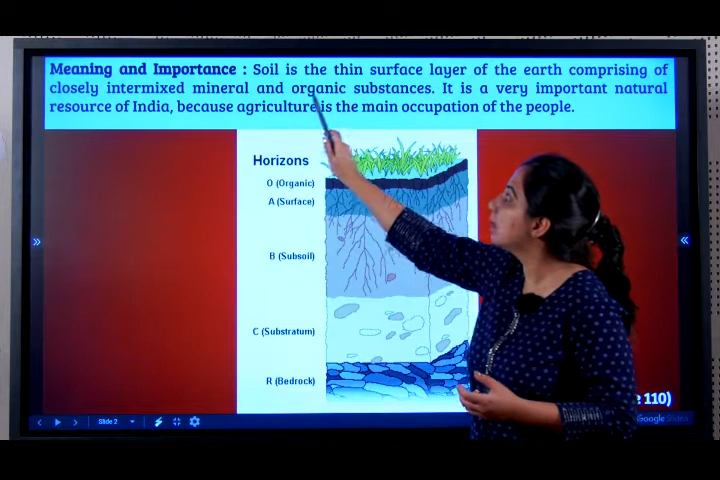 Meaning and Importance : Soil is the thin surface layer of the earth comprising of
closely intermixed mineral and organic substances. It is a very important natural
resource of India, because agriculture is the main occupation of the people.
Horizons
O (Organic)
A (Surface)
B (Subsoil)
C (Substratum)
R (Bedrock)
110)
Slide 2
Google Slides